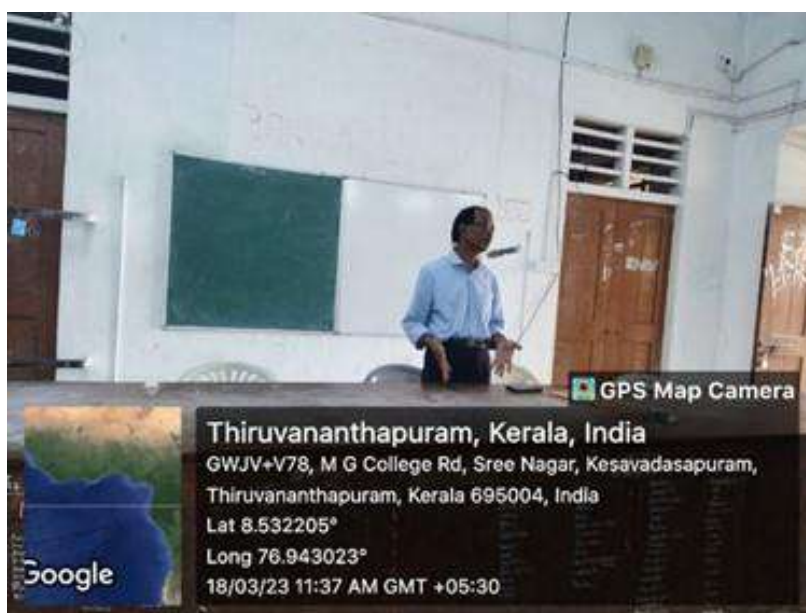 GPS Map Camera
Thiruvananthapuram, Kerala, India
GWJV+V78, M G College Rd, Sree Nagar, Kesavadasapuram,
Thiruvananthapuram, Kerala 695004, India
Lat 8.532205°
Long 76.943023°
18/03/23 11:37 AM GMT +05:30
Google